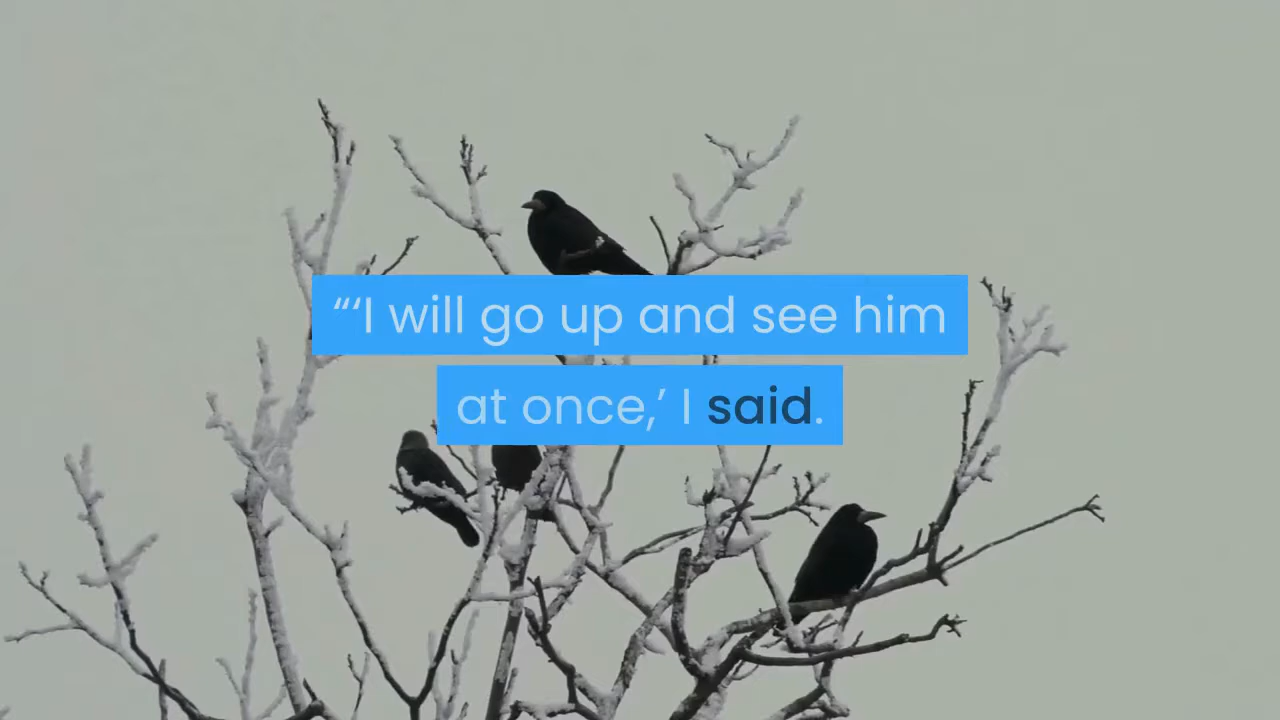 “‘I will go up and see him
at once,’ I said.